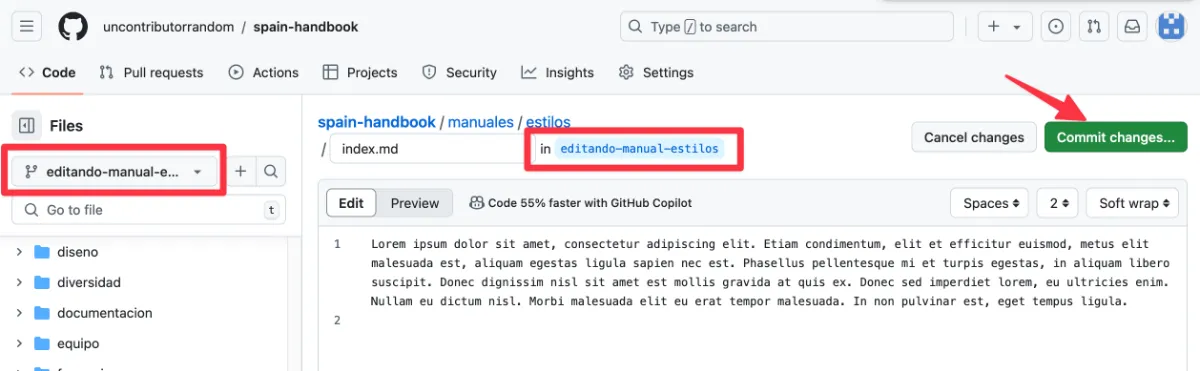 uncontributorrandom / spain-handbook
Type / to search
Code
Pull requests
Actions
Projects
Security
Insights
Settings
Files
editando-manual-e...
Go to file
t
diseno
diversidad
documentacion
equipo
spain-handbook / manuales / estilos
/ index.md in editando-manual-estilos
Cancel changes
Commit changes...
Edit
Preview
Code 55% faster with GitHub Copilot
Spaces
2
Soft wrap
1 Lorem ipsum dolor sit amet, consectetur adipiscing elit. Etiam condimentum, elit et efficitur euismod, metus elit
malesuada est, aliquam egestas ligula sapien nec est. Phasellus pellentesque mi et turpis egestas, in aliquam libero
suscipit. Donec dignissim nisl sit amet est mollis gravida at quis ex. Donec sed imperdiet lorem, eu ultricies enim.
Nullam eu dictum nisl. Morbi malesuada elit eu erat tempor malesuada. In non pulvinar est, eget tempus ligula.
2